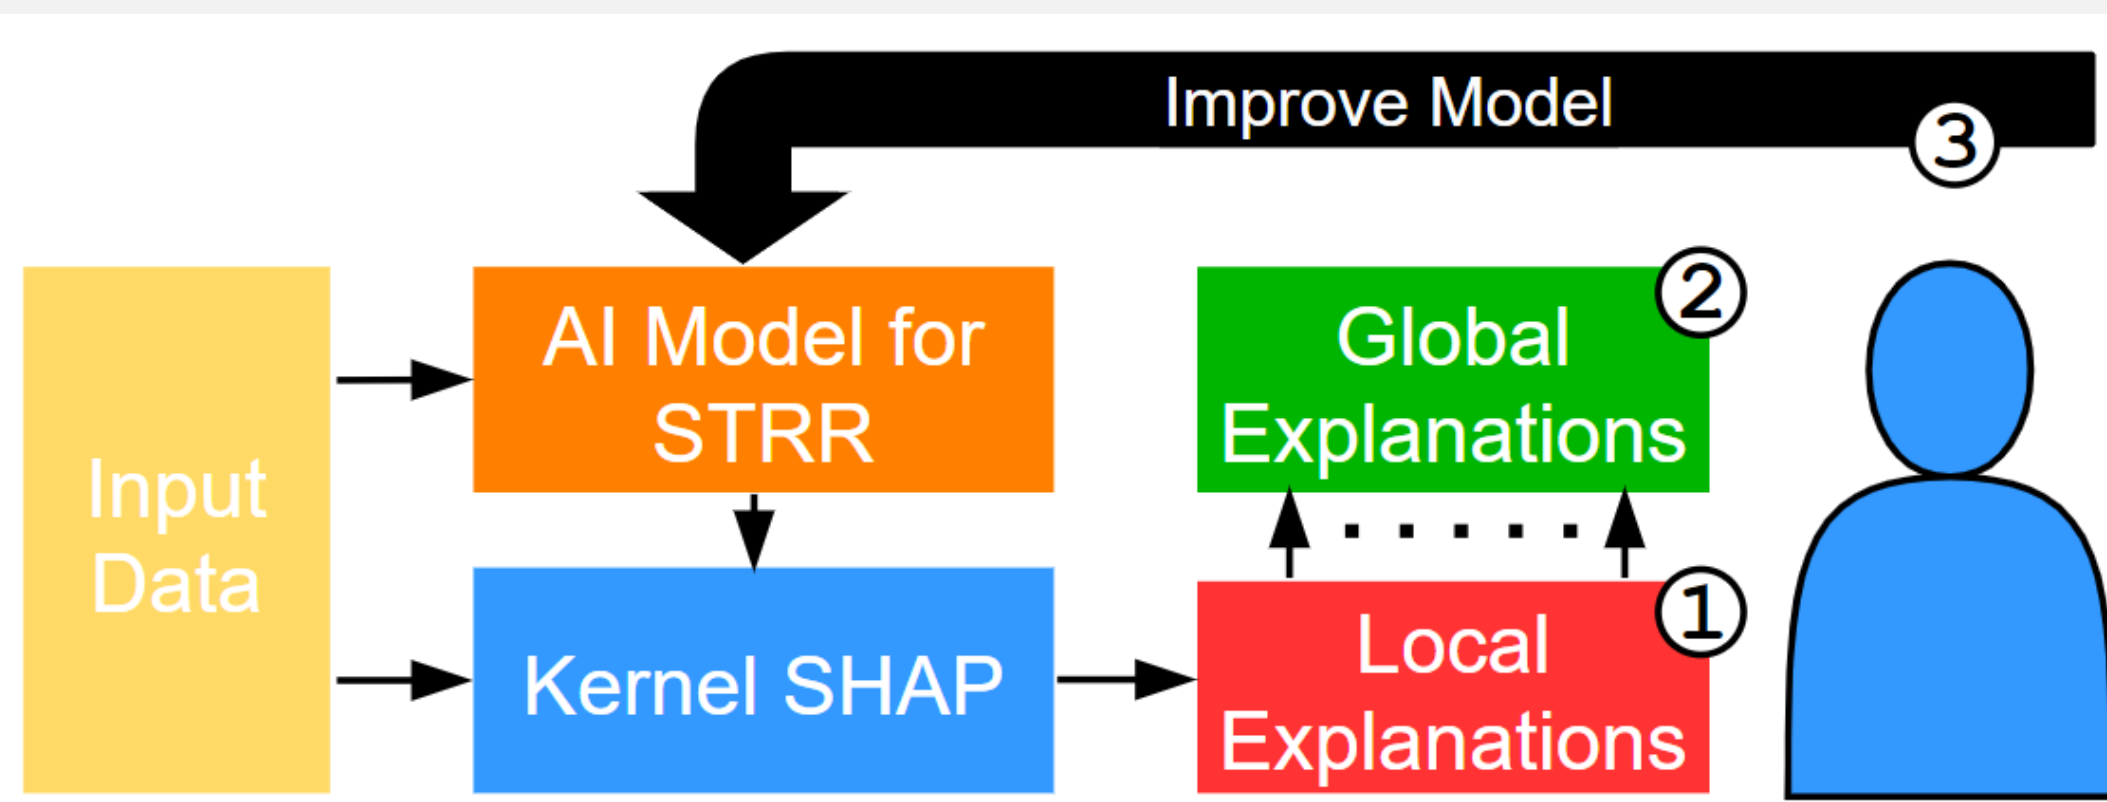 Improve Model
3
Input
Data
AI Model for
STRR
Kernel SHAP
2
Global
Explanations
1
Local
Explanations